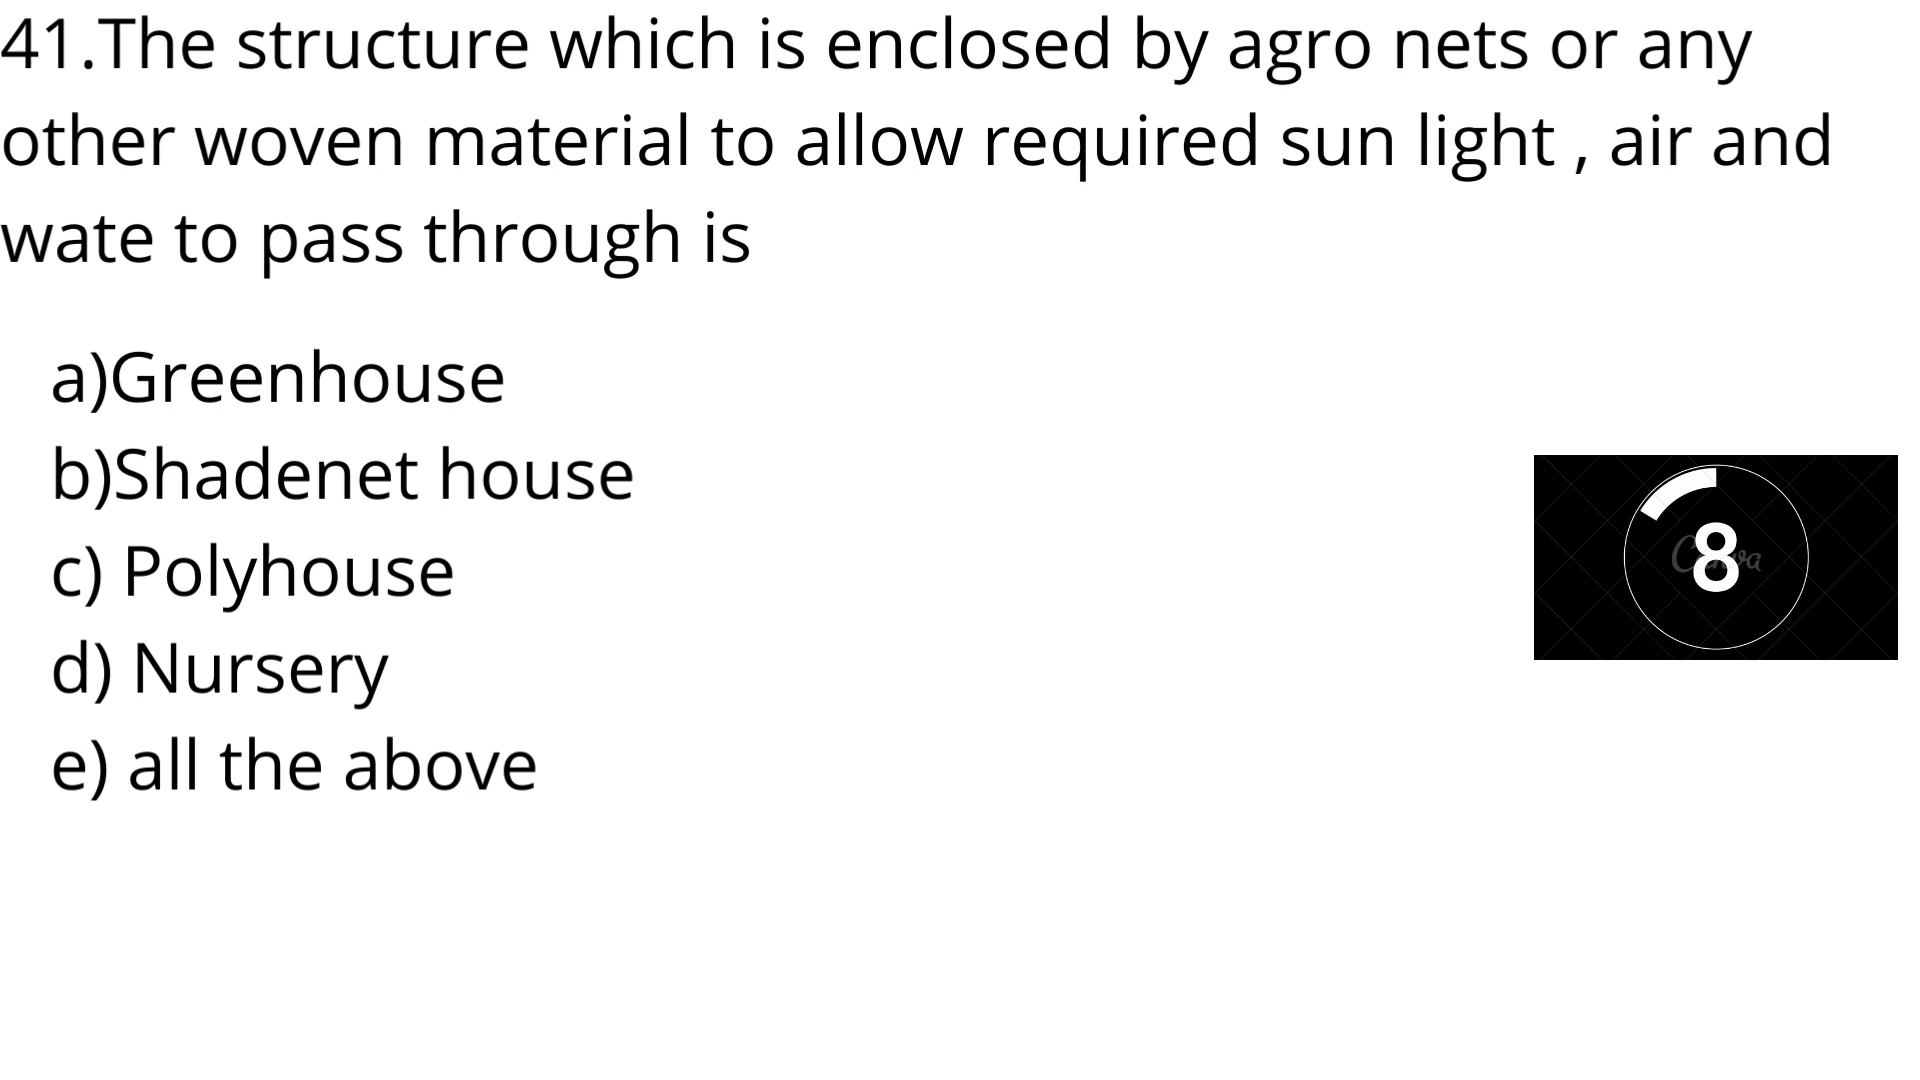 41.The structure which is enclosed by agro nets or any
other woven material to allow required sun light , air and
wate to pass through is
a)Greenhouse
b)Shadenet house
c) Polyhouse
d) Nursery
e) all the above
8
Canva